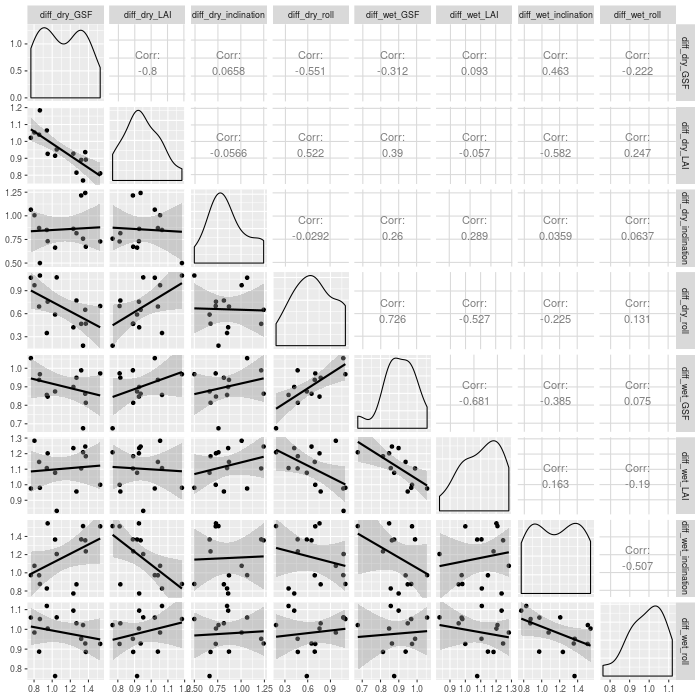 diff_dry_GSF diff_dry_LAI diff_dry_inclination diff_dry_roll diff_wet_GSF diff_wet_LAI diff_wet_inclination diff_wet_roll
1.0
0.5
0.0
Corr: Corr: Corr: Corr: Corr: Corr: Corr:
-0.8 0.0658 -0.551 -0.312 0.093 0.463 -0.222
diff_dry_GSF
1.2
1.1
1.0
0.9
0.8
Corr: Corr: Corr: Corr: Corr: Corr:
-0.0566 0.522 0.39 -0.057 -0.582 0.247
diff_dry_LAI
1.25
1.00
0.75
0.50
Corr: Corr: Corr: Corr: Corr:
-0.0292 0.26 0.289 0.0359 0.0637
diff_dry_inclination
0.9
0.6
0.3
Corr: Corr: Corr: Corr:
0.726 -0.527 -0.225 0.131
diff_dry_roll
1.0
0.9
0.8
0.7
Corr: Corr: Corr:
-0.681 -0.385 0.075
diff_wet_GSF
1.3
1.2
1.1
1.0
0.9
Corr: Corr:
0.163 -0.19
diff_wet_LAI
1.4
1.2
1.0
0.8
Corr:
-0.507
diff_wet_inclination
1.1
1.0
0.9
0.8
diff_wet_roll
0.8 1.0 1.2 1.4 0.8 0.9 1.0 1.1 0.75 1.00 1.25 0.3 0.6 0.9 0.7 0.8 0.9 1.0 0.9 1.0 1.1 1.2 1.0 1.2 1.4 0.8 0.9 1.0 1.1